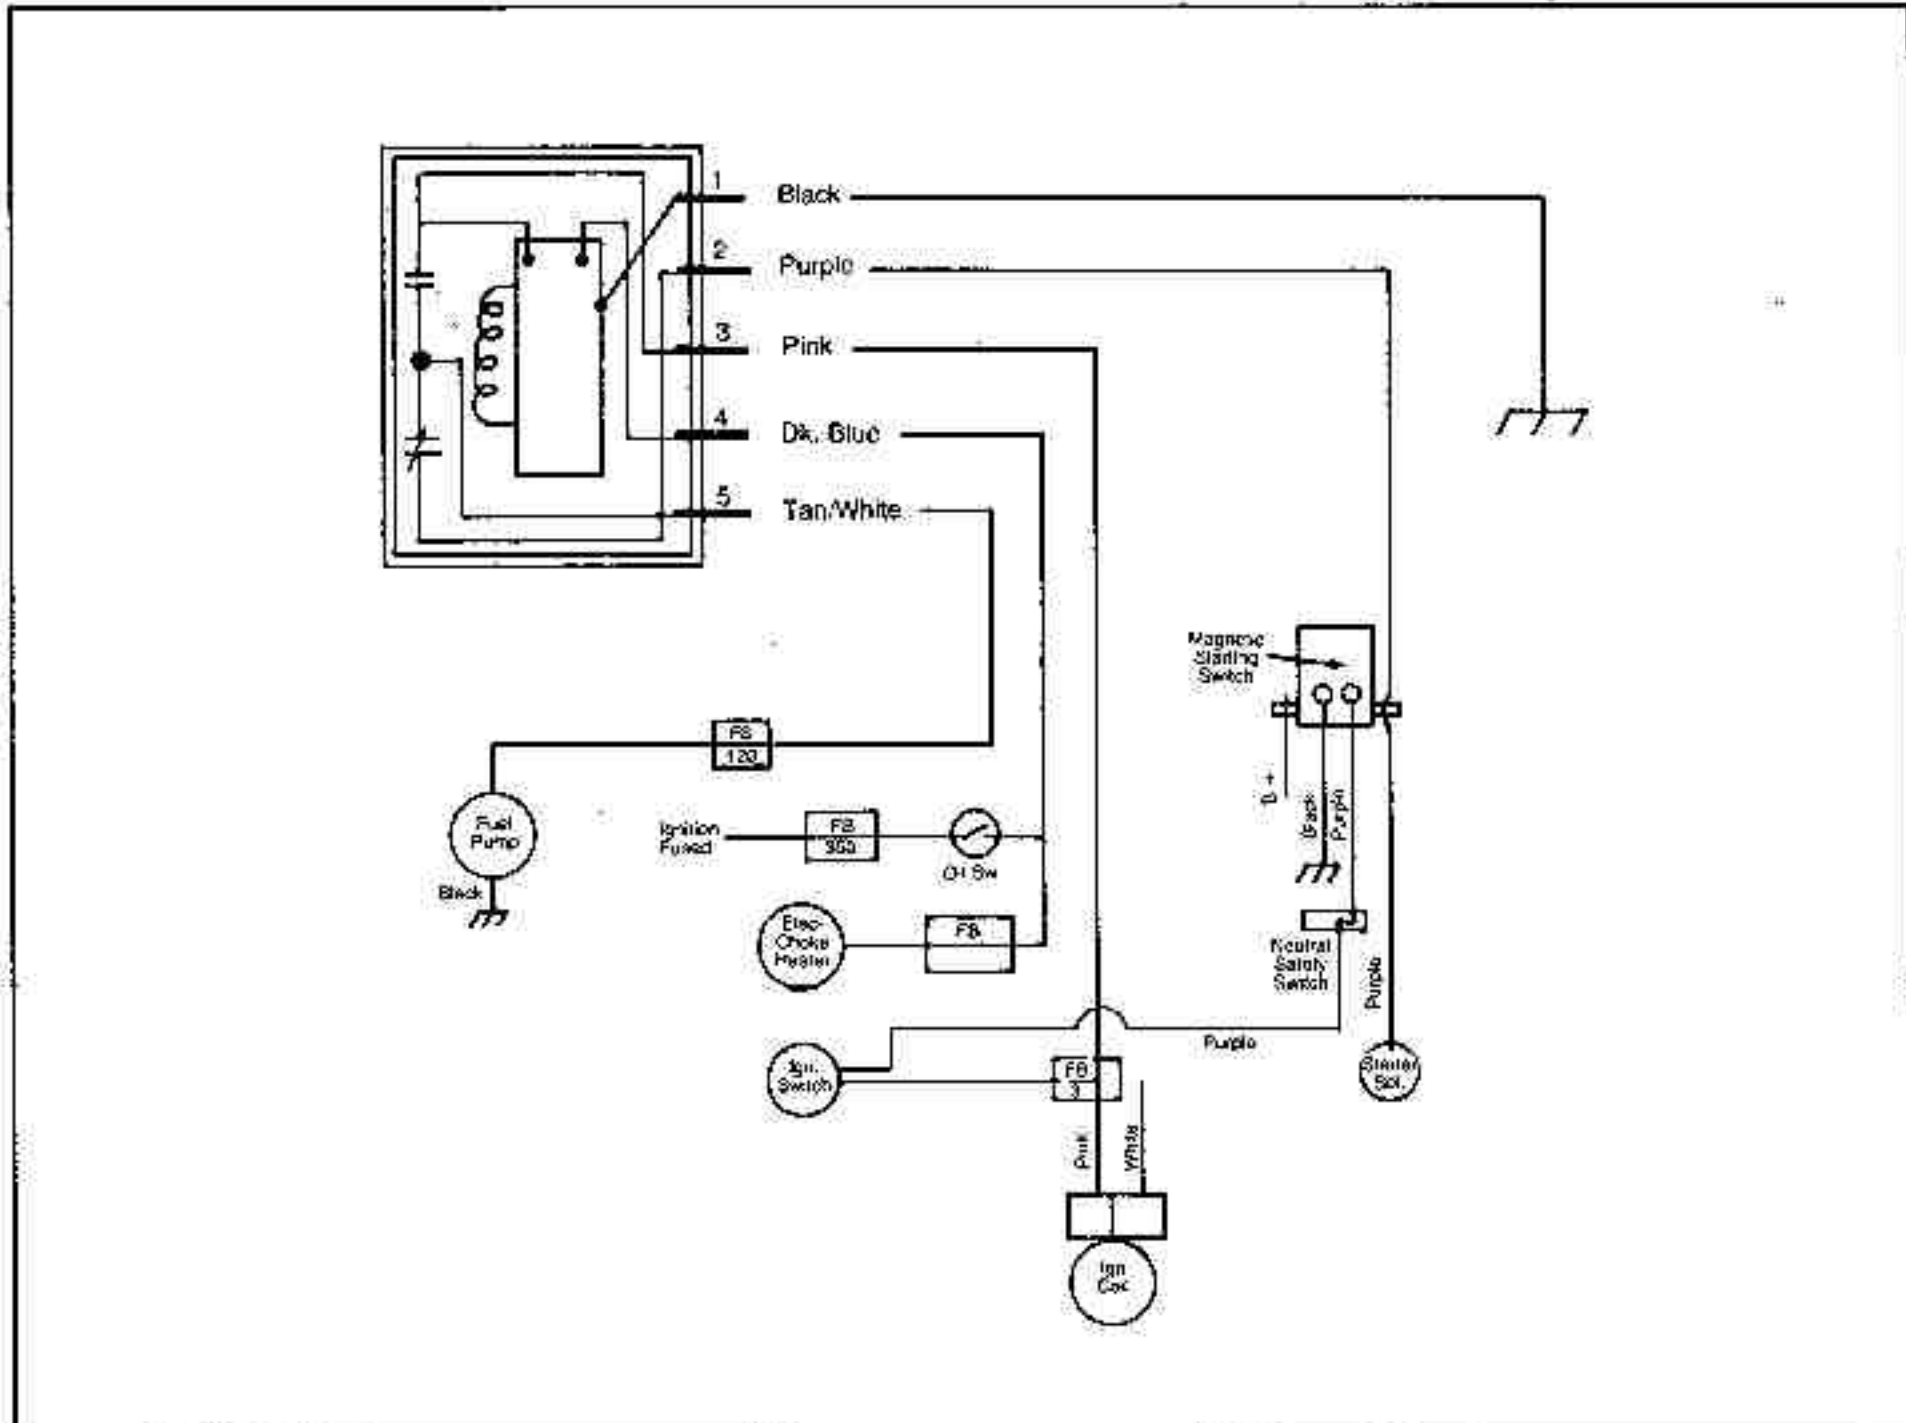 1 Black
2 Purple
3 Pink
4 Dk. Blue
5 Tan/White
Magnetic
Starting
Switch
FS
120
B +
Black
Purple
Fuel
Pump
Ignition
Fused
FB
350
Oil Sw
Black
Elec-
Choke
Heater
FB
Neutral
Safety
Switch
Purple
Purple
Ign.
Switch
FB
3
Starter
Sol.
Pink
White
Ign
Coil